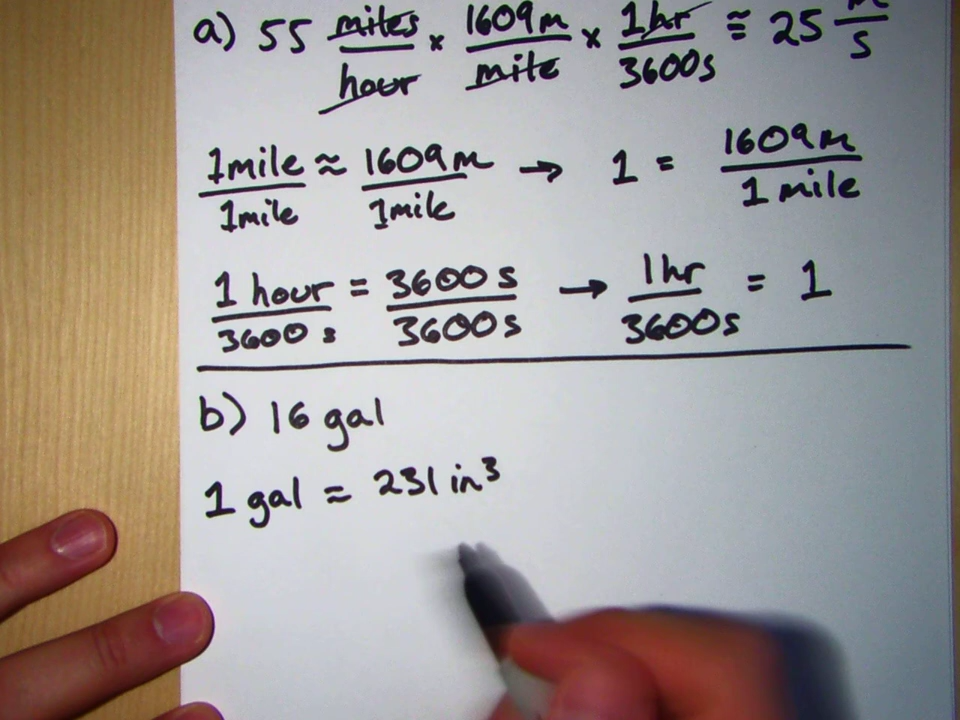 a) 55 miles/hour × 1609m/mile × 1hr/3600s ≅ 25 m/s
1mile/1mile ≈ 1609m/1mile → 1 = 1609m/1 mile
1 hour/3600 s = 3600 s/3600s → 1hr/3600s = 1
b) 16 gal
1 gal ≈ 231 in³